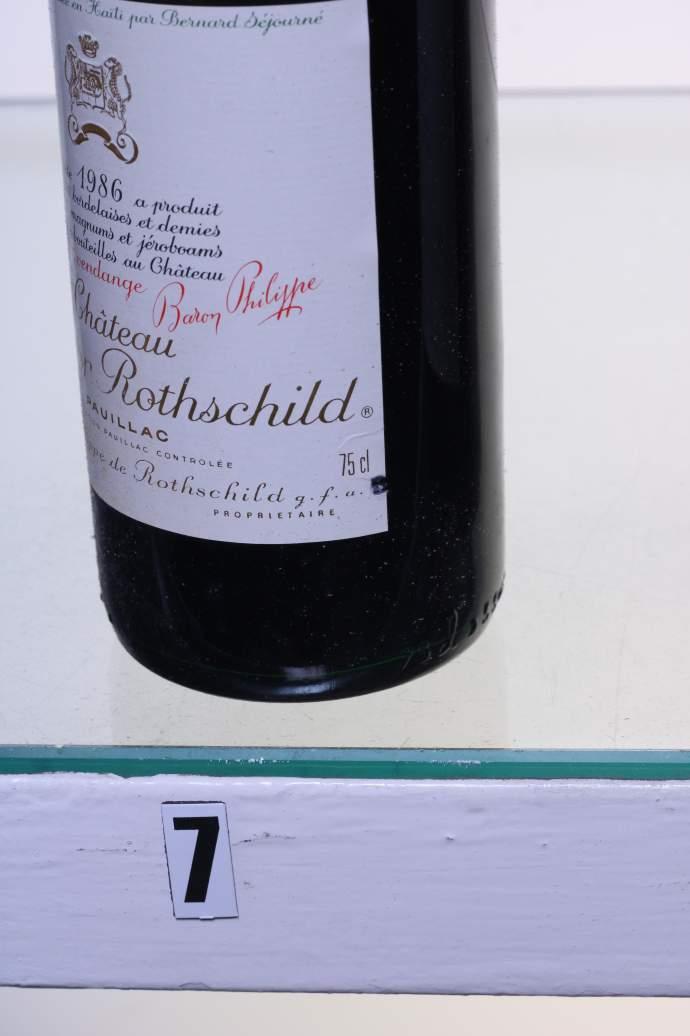 en Haïti par Bernard Séjourné
1986 a produit
bordelaises et demies
magnums et jéroboams
bouteilles au Château
vendange Baron Philippe
Château
Rothschild ®
PAUILLAC
PAUILLAC CONTROLÉE
75 cl
de Rothschild g.f.a.
PROPRIETAIRE
7